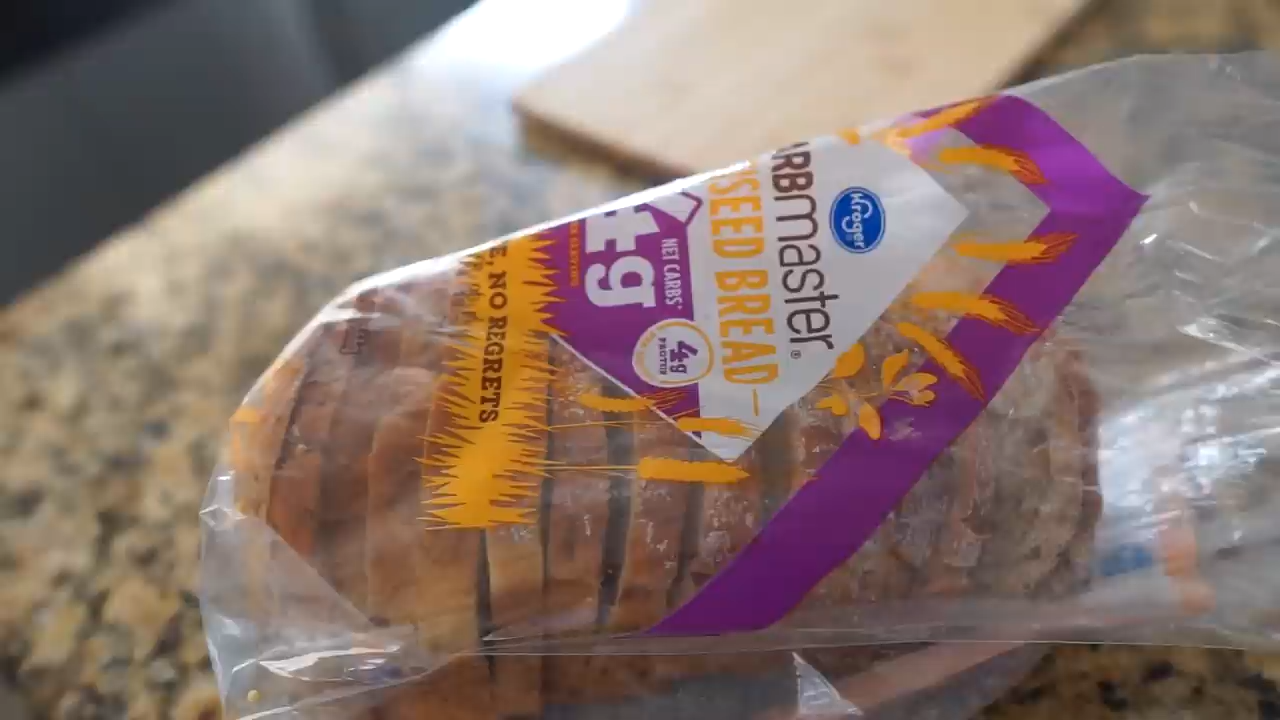 Kroger
RBmaster®
SEED BREAD
NET CARBS*
4g
4g
PROTEIN
NO REGRETS